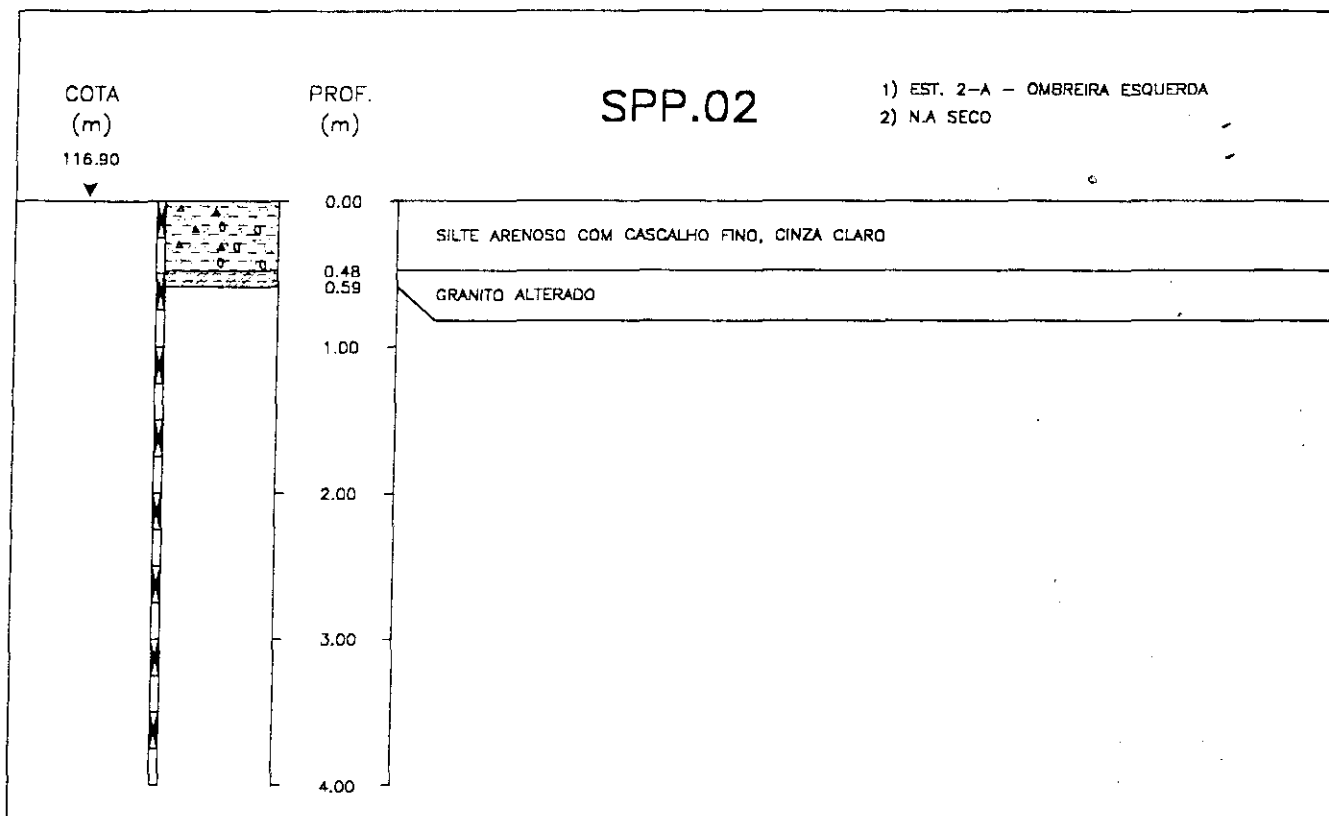 COTA
(m)
116.90
PROF.
(m)
SPP.02
1) EST. 2-A - OMBREIRA ESQUERDA
2) N.A SECO
0.00
SILTE ARENOSO COM CASCALHO FINO, CINZA CLARO
0.48
0.59
GRANITO ALTERADO
1.00
2.00
3.00
4.00